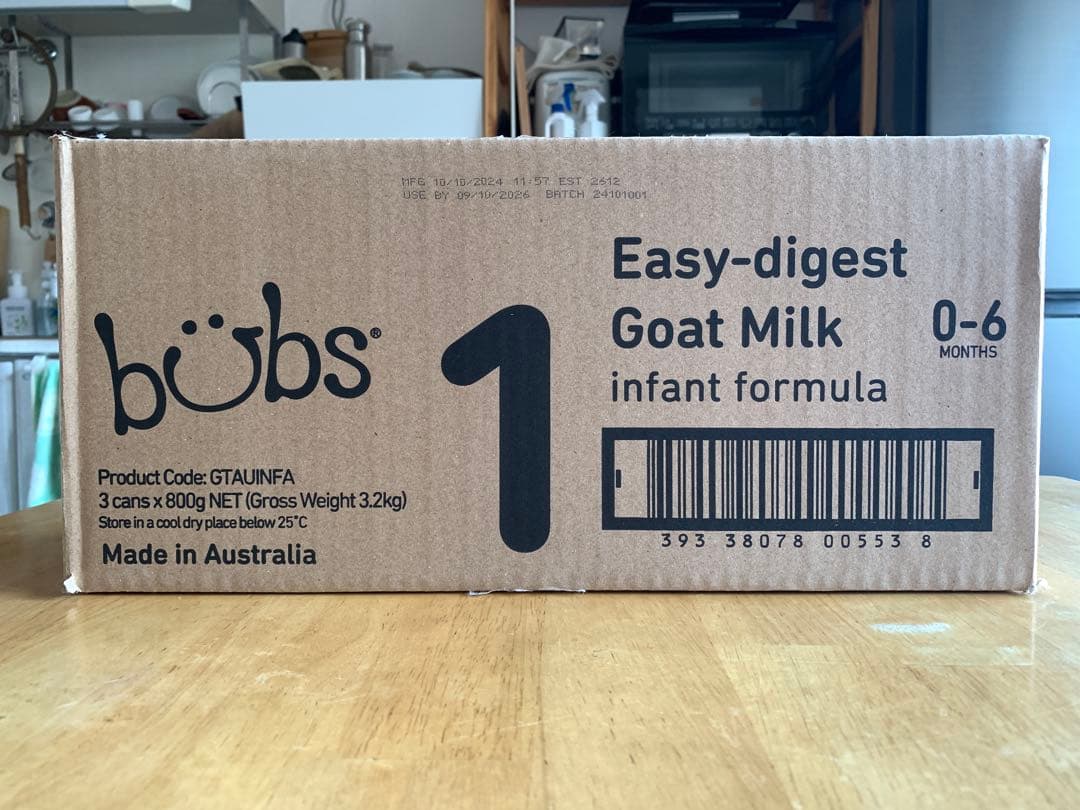 MFG 10/10/2024 11:57 EST 2612
USE BY 09/10/2026 BATCH 24101001
bübs®
1
Easy-digest
Goat Milk
infant formula
0-6
MONTHS
Product Code: GTAUINFA
3 cans x 800g NET (Gross Weight 3.2kg)
Store in a cool dry place below 25°C
Made in Australia
393 38078 00553 8